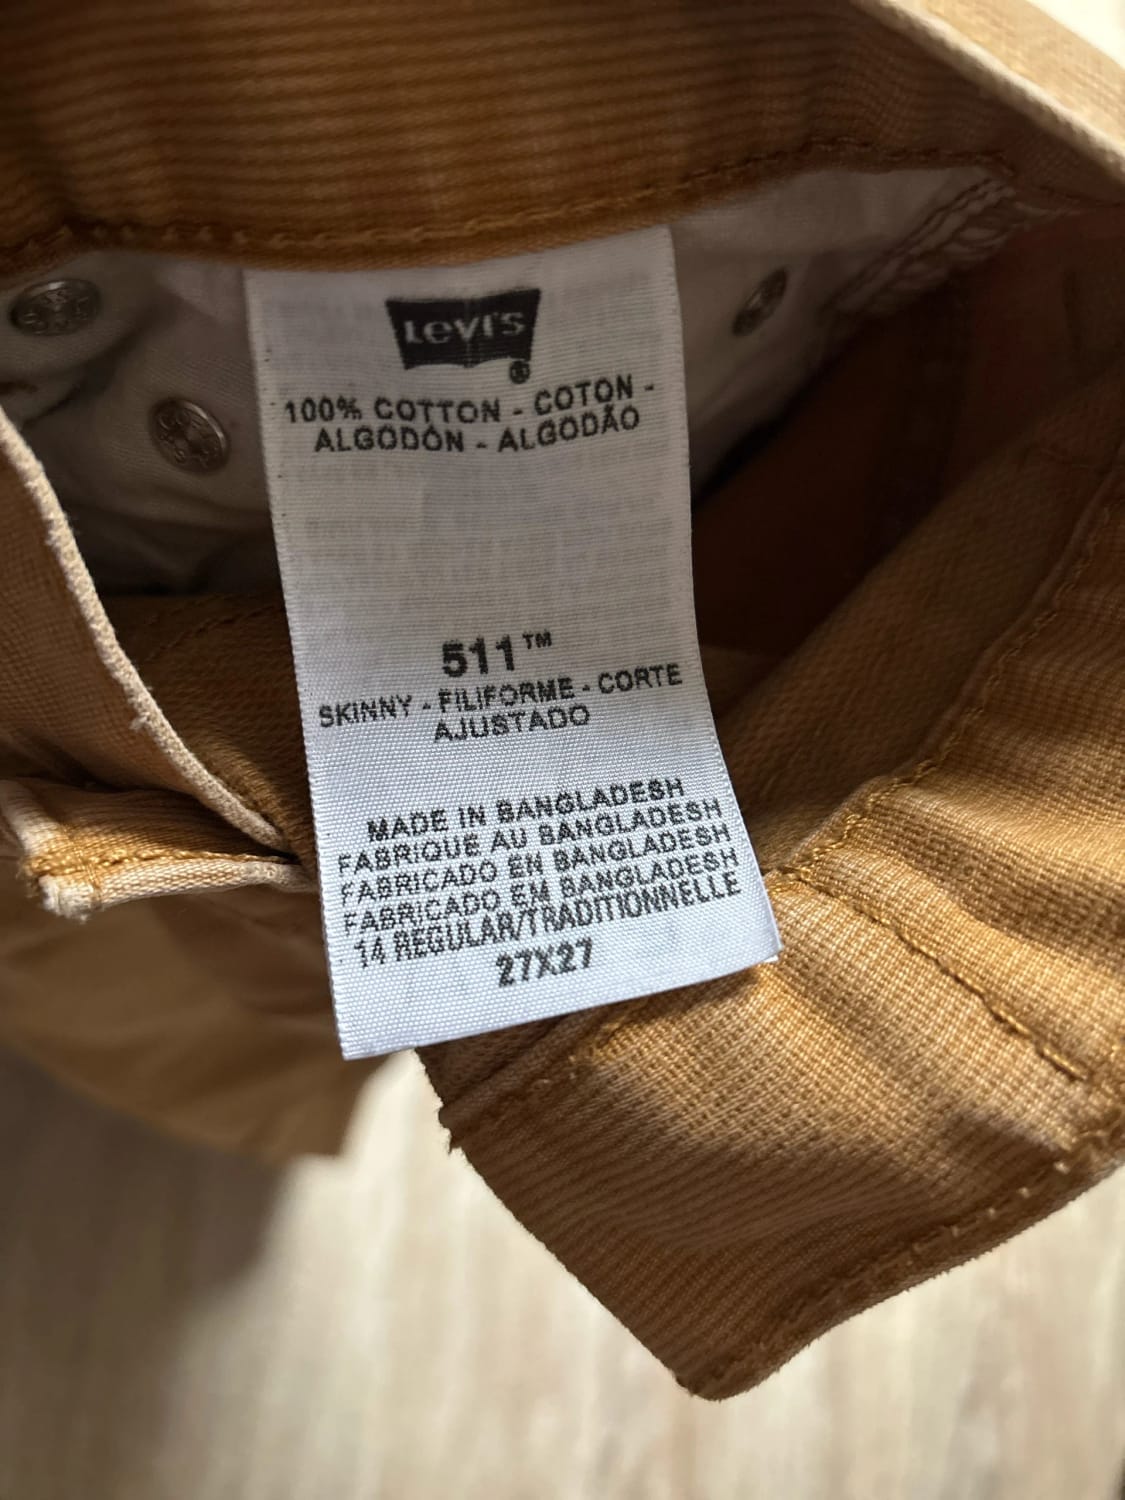 Levi's
®
100% COTTON - COTON -
ALGODÓN - ALGODÃO
511™
SKINNY - FILIFORME - CORTE
AJUSTADO
MADE IN BANGLADESH
FABRIQUE AU BANGLADESH
FABRICADO EN BANGLADESH
FABRICADO EM BANGLADESH
14 REGULAR/TRADITIONNELLE
27X27